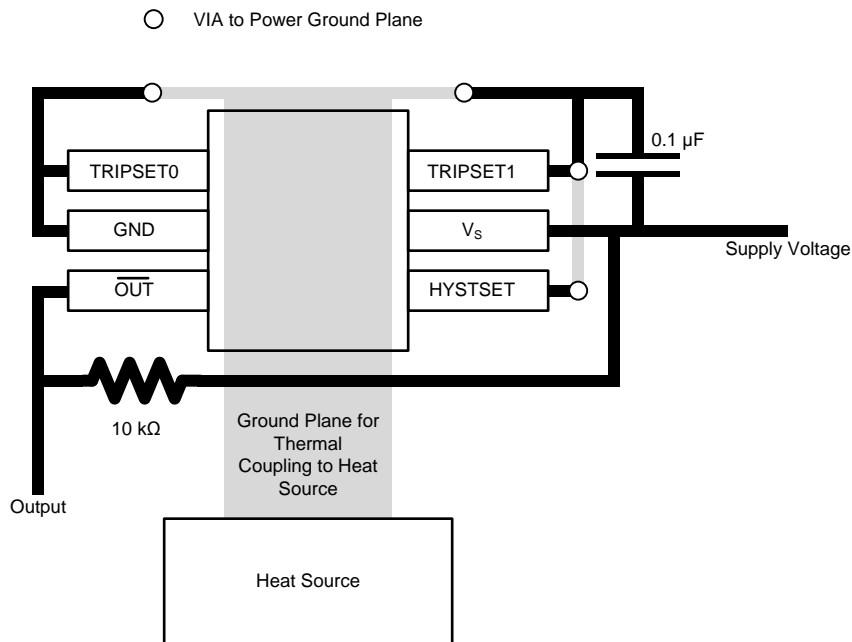 VIA to Power Ground Plane
0.1 µF
TRIPSET0
TRIPSET1
GND
VS
Supply Voltage
OUT
HYSTSET
10 kΩ
Ground Plane for
Thermal
Coupling to Heat
Source
Output
Heat Source